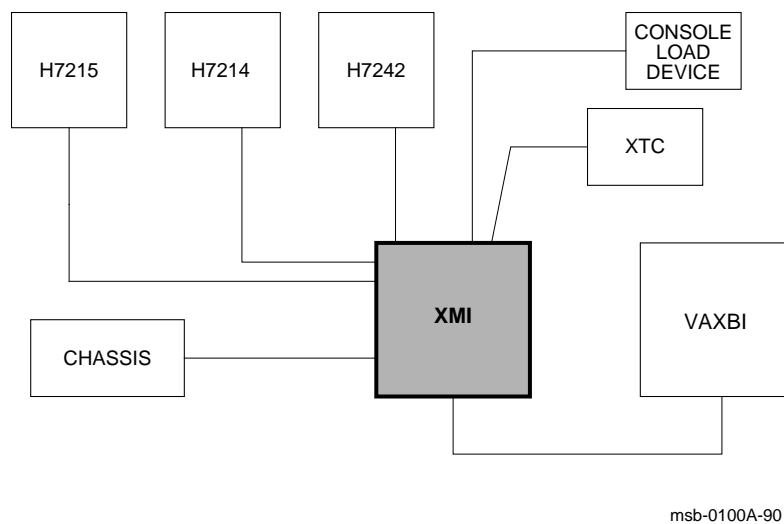 H7215
H7214
H7242
CONSOLE
LOAD
DEVICE
XTC
XMI
VAXBI
CHASSIS
msb-0100A-90